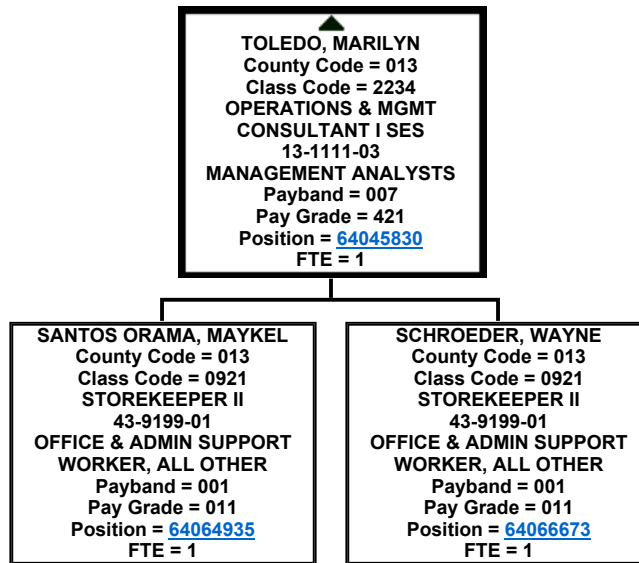 TOLEDO, MARILYN
County Code = 013
Class Code = 2234
OPERATIONS & MGMT
CONSULTANT I SES
13-1111-03
MANAGEMENT ANALYSTS
Payband = 007
Pay Grade = 421
Position = 64045830
FTE = 1
SANTOS ORAMA, MAYKEL
County Code = 013
Class Code = 0921
STOREKEEPER II
43-9199-01
OFFICE & ADMIN SUPPORT
WORKER, ALL OTHER
Payband = 001
Pay Grade = 011
Position = 64064935
FTE = 1
SCHROEDER, WAYNE
County Code = 013
Class Code = 0921
STOREKEEPER II
43-9199-01
OFFICE & ADMIN SUPPORT
WORKER, ALL OTHER
Payband = 001
Pay Grade = 011
Position = 64066673
FTE = 1